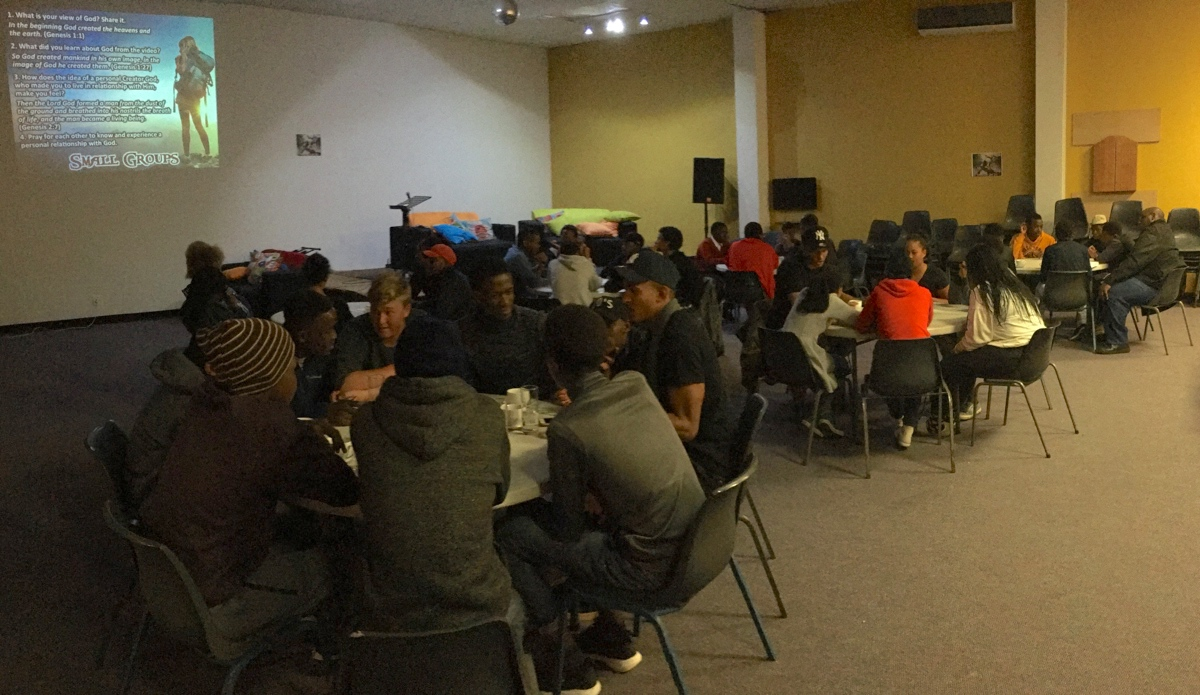 1. What is your view of God? Share it.
In the beginning God created the heavens and
the earth. (Genesis 1:1)
2. What did you learn about God from the video?
So God created mankind in his own image, in the
image of God he created them. (Genesis 1:27)
3. How does the idea of a personal Creator God,
who made you to live in relationship with Him,
make you feel?
Then the Lord God formed a man from the dust of
the ground and breathed into his nostrils the breath
of life, and the man became a living being.
(Genesis 2:7)
4. Pray for each other to know and experience a
personal relationship with God.
SMALL GROUPS
NY